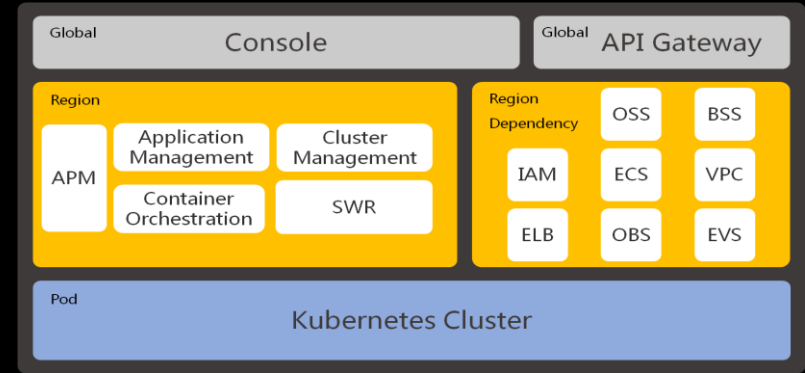 Global
Console
Global
API Gateway
Region
APM
Application
Management
Cluster
Management
Container
Orchestration
SWR
Region
Dependency
OSS
BSS
IAM
ECS
VPC
ELB
OBS
EVS
Pod
Kubernetes Cluster